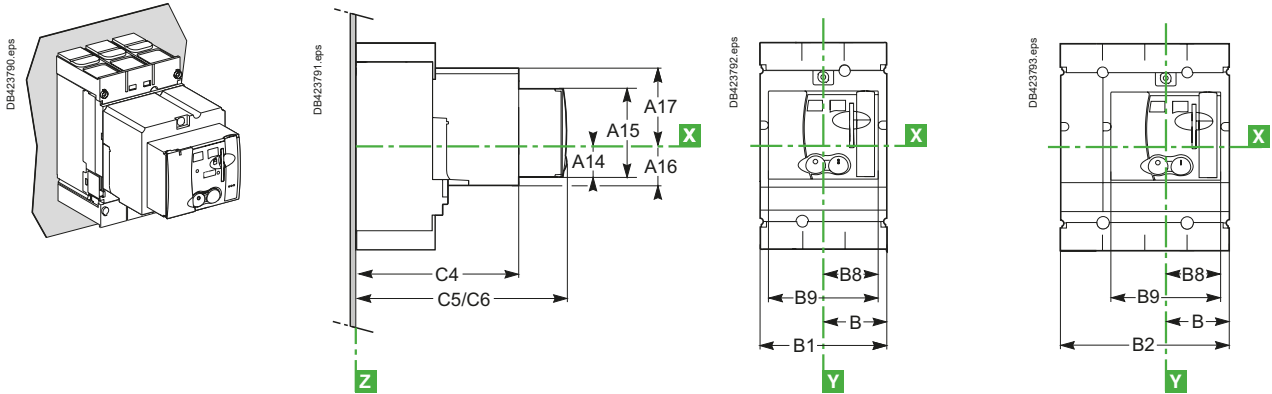 DB423790.eps
DB423791.eps
A17
A15
A14
A16
X
C4
C5/C6
Z
DB423792.eps
X
B8
B9
B
B1
Y
DB423793.eps
X
B8
B9
B
B2
Y